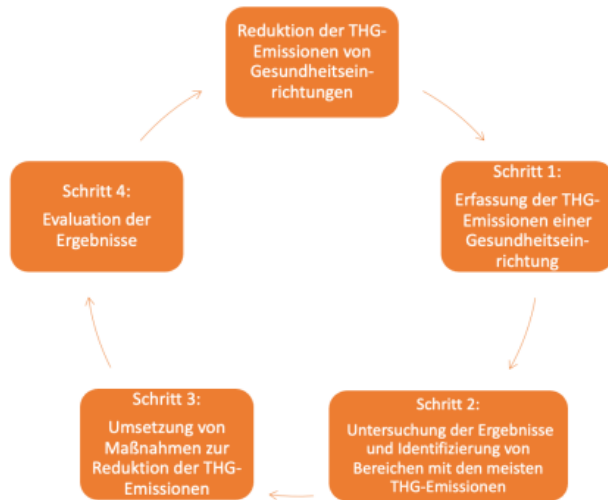 Reduktion der THG-
Emissionen von
Gesundheitsein-
richtungen
Schritt 1:
Erfassung der THG-
Emissionen einer
Gesundheitsein-
richtung
Schritt 2:
Untersuchung der Ergebnisse
und Identifizierung von
Bereichen mit den meisten
THG-Emissionen
Schritt 3:
Umsetzung von
Maßnahmen zur
Reduktion der THG-
Emissionen
Schritt 4:
Evaluation der
Ergebnisse